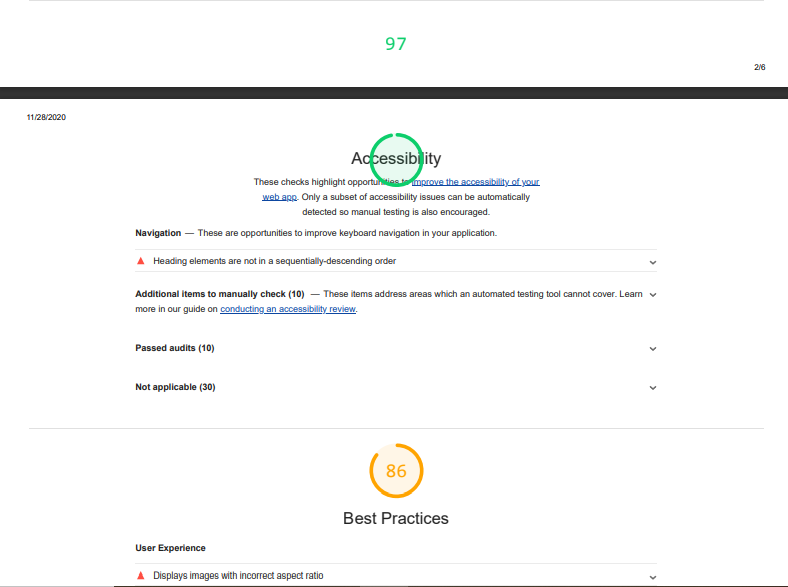 97
2/6
11/28/2020
Accessibility
These checks highlight opportunities to improve the accessibility of your
web app. Only a subset of accessibility issues can be automatically
detected so manual testing is also encouraged.
Navigation — These are opportunities to improve keyboard navigation in your application.
Heading elements are not in a sequentially-descending order
Additional items to manually check (10) — These items address areas which an automated testing tool cannot cover. Learn
more in our guide on conducting an accessibility review.
Passed audits (10)
Not applicable (30)
86
Best Practices
User Experience
Displays images with incorrect aspect ratio